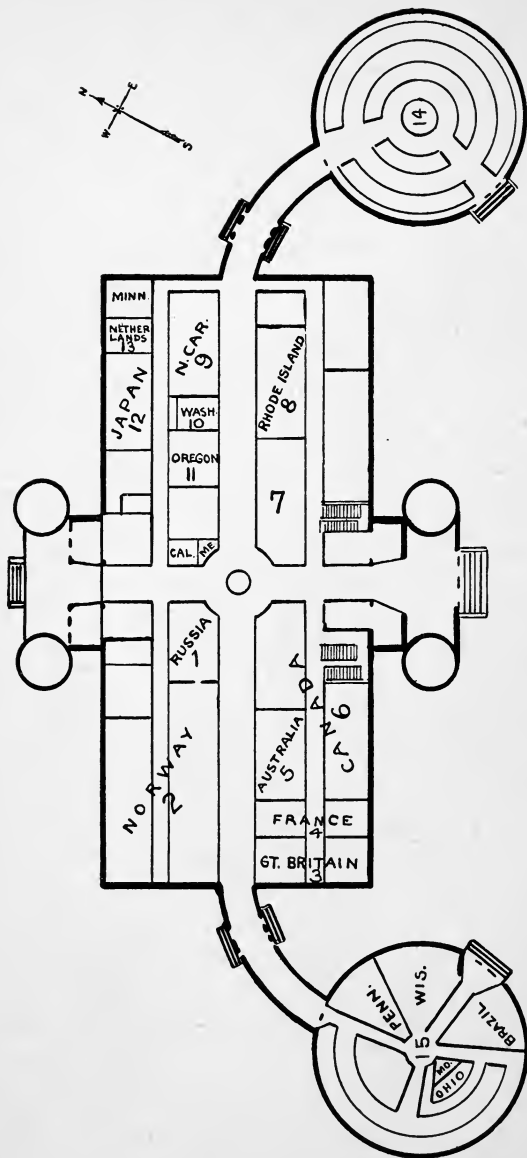 N
E
W
S
14
MINN.
NETHER
LANDS
13
JAPAN
12
N. CAR.
9
WASH.
10
OREGON
11
CAL.
ME
RHODE ISLAND
8
7
RUSSIA
1
NORWAY
2
AUSTRALIA
5
CANADA
6
FRANCE
4
GT. BRITAIN
3
PENN.
WIS.
BRAZIL
15
MO.
OHIO